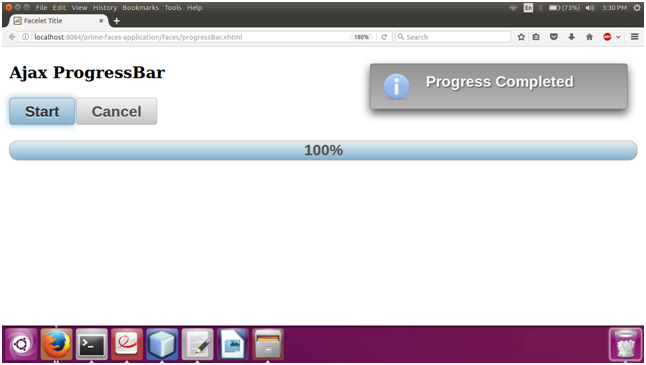 File Edit View History Bookmarks Tools Help
En (73%) 3:30 PM
Facelet Title
localhost:8084/prime-faces-application/faces/progressBar.xhtml 180% Search
ABP
Ajax ProgressBar
Progress Completed
Start Cancel
100%